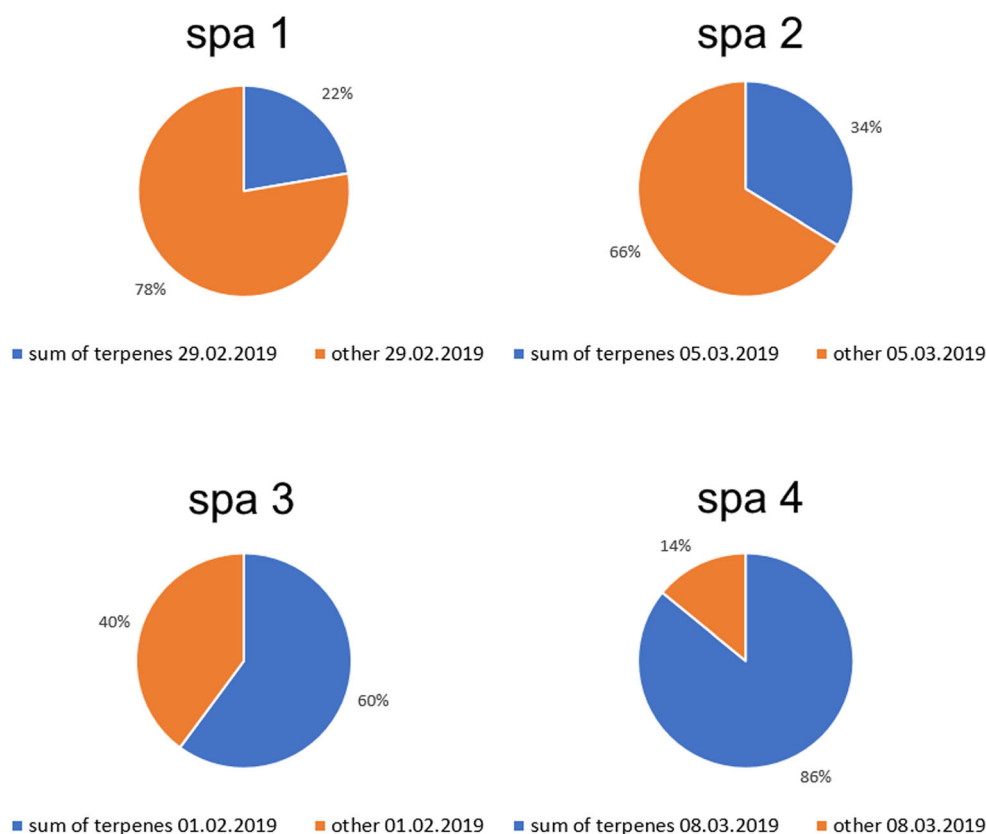 spa 1
spa 2
22%
34%
78%
66%
sum of terpenes 29.02.2019 other 29.02.2019
sum of terpenes 05.03.2019 other 05.03.2019
spa 3
spa 4
14%
40%
60%
86%
sum of terpenes 01.02.2019 other 01.02.2019
sum of terpenes 08.03.2019 other 08.03.2019